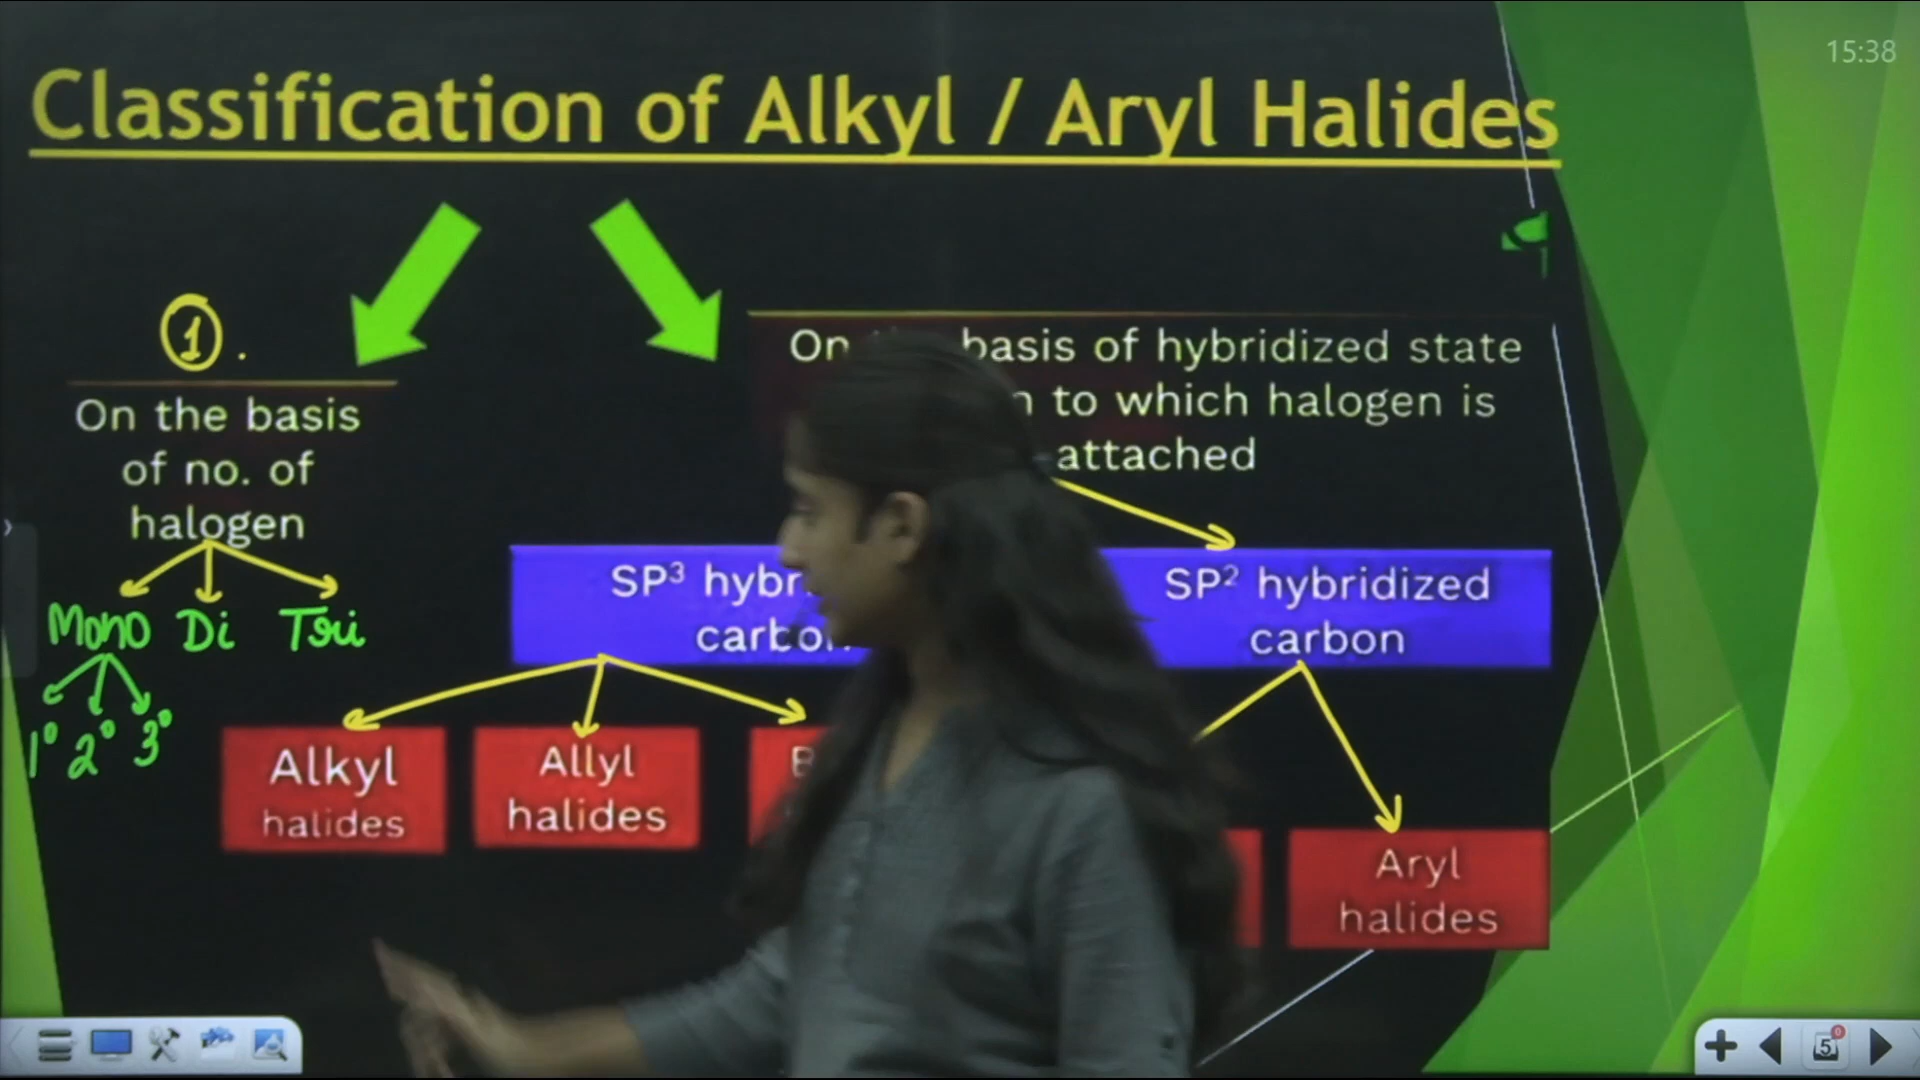 15:38
Classification of Alkyl / Aryl Halides
1.
On the basis
of no. of
halogen
Mono Di Tri
1° 2° 3°
basis of hybridized state
to which halogen is
attached
SP³
SP² hybridized
carbon
Alkyl
halides
Allyl
halides
Aryl
halides
5
0